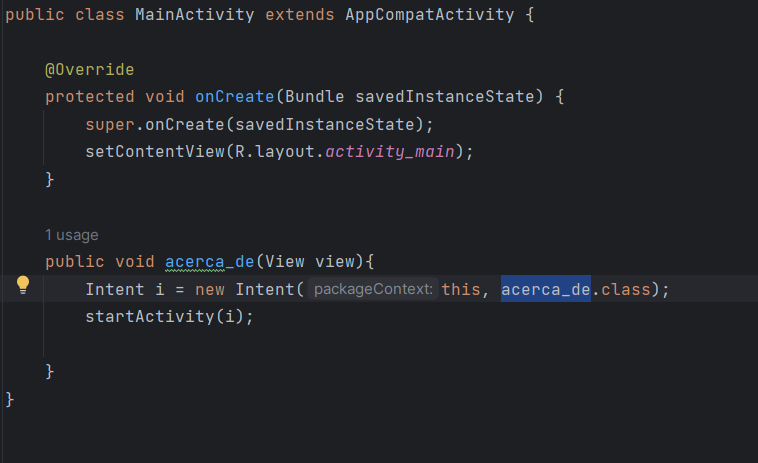 public class MainActivity extends AppCompatActivity {
@Override
protected void onCreate(Bundle savedInstanceState) {
super.onCreate(savedInstanceState);
setContentView(R.layout.activity_main);
}
1 usage
public void acerca_de(View view){
Intent i = new Intent( packageContext: this, acerca_de.class);
startActivity(i);
}
}